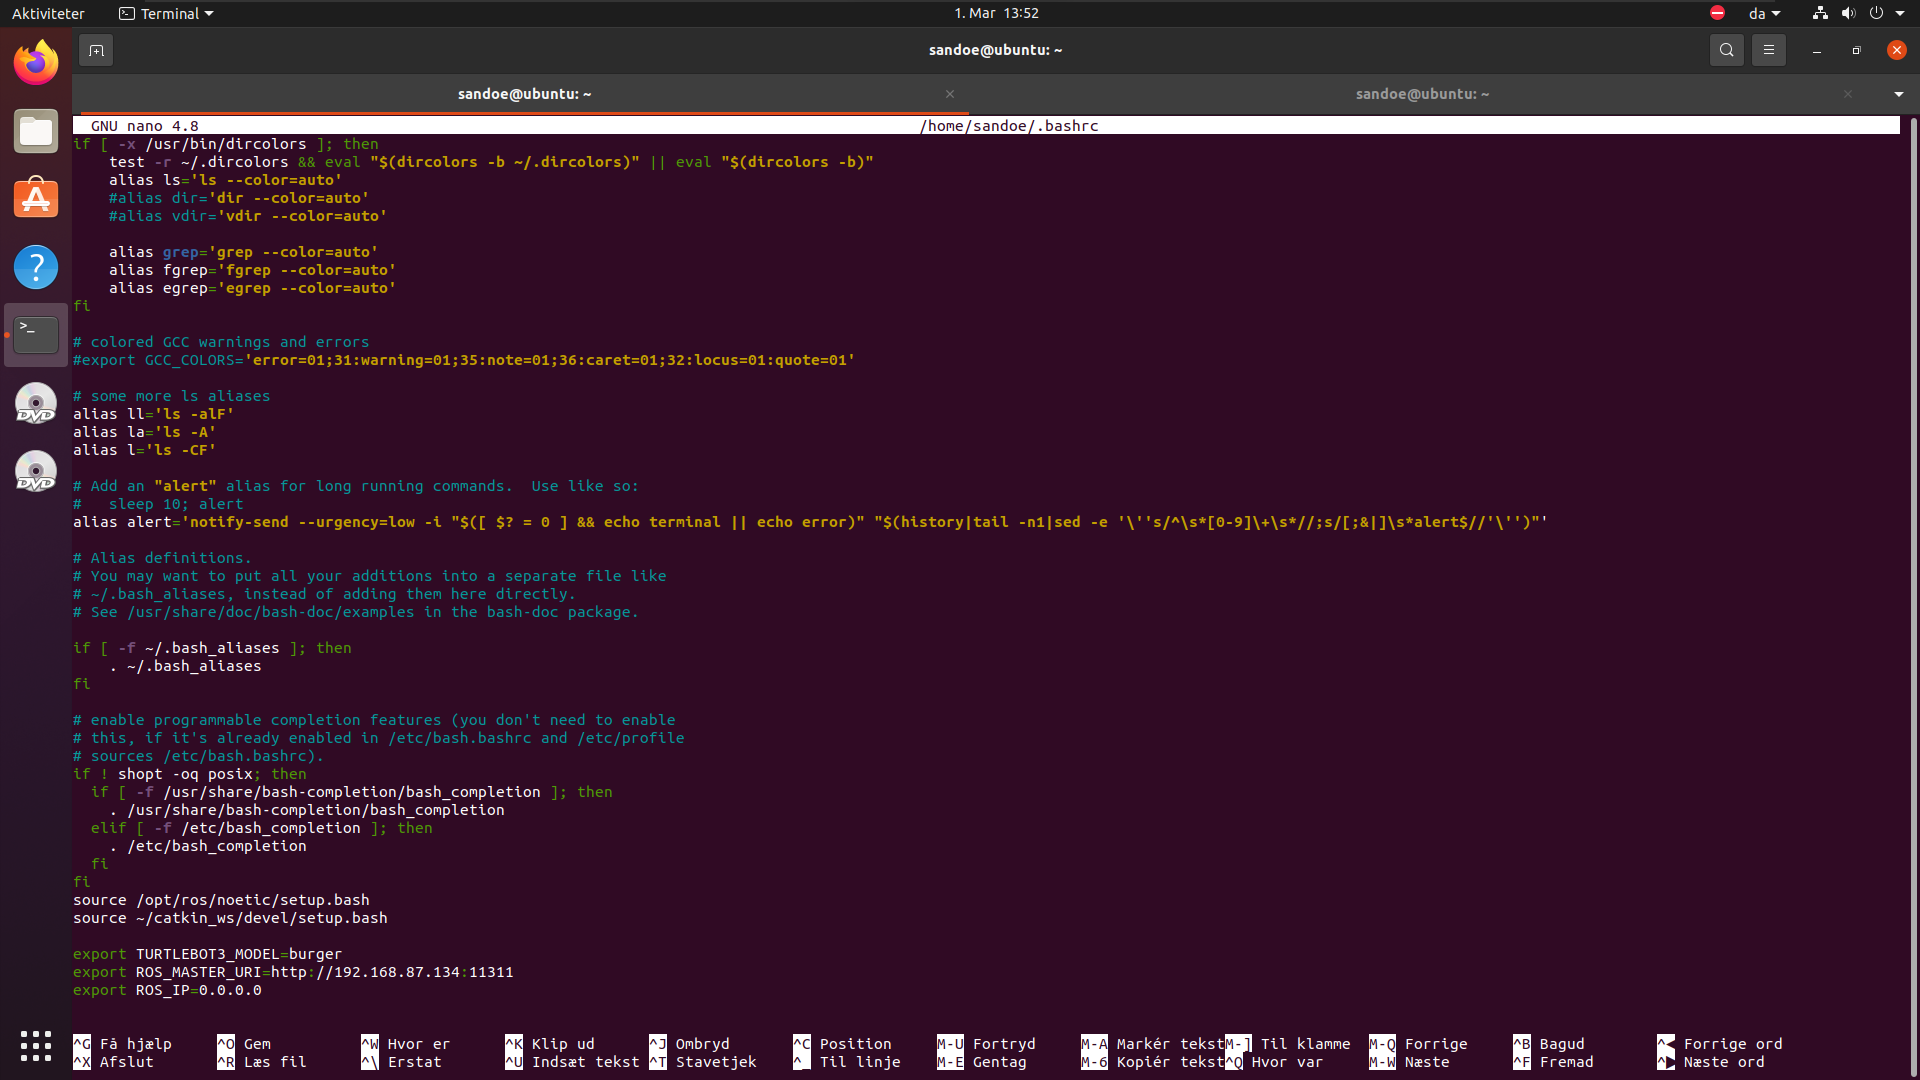 Aktiviteter Terminal 1. Mar 13:52 da
sandoe@ubuntu: ~
sandoe@ubuntu: ~ sandoe@ubuntu: ~
GNU nano 4.8 /home/sandoe/.bashrc
if [ -x /usr/bin/dircolors ]; then
    test -r ~/.dircolors && eval "$(dircolors -b ~/.dircolors)" || eval "$(dircolors -b)"
    alias ls='ls --color=auto'
    #alias dir='dir --color=auto'
    #alias vdir='vdir --color=auto'
    alias grep='grep --color=auto'
    alias fgrep='fgrep --color=auto'
    alias egrep='egrep --color=auto'
fi
# colored GCC warnings and errors
#export GCC_COLORS='error=01;31:warning=01;35:note=01;36:caret=01;32:locus=01:quote=01'
# some more ls aliases
alias ll='ls -alF'
alias la='ls -A'
alias l='ls -CF'
# Add an "alert" alias for long running commands.  Use like so:
#   sleep 10; alert
alias alert='notify-send --urgency=low -i "$([ $? = 0 ] && echo terminal || echo error)" "$(history|tail -n1|sed -e '\''s/^\s*[0-9]\+\s*//;s/[;&|]\s*alert$//'\'')"'
# Alias definitions.
# You may want to put all your additions into a separate file like
# ~/.bash_aliases, instead of adding them here directly.
# See /usr/share/doc/bash-doc/examples in the bash-doc package.
if [ -f ~/.bash_aliases ]; then
    . ~/.bash_aliases
fi
# enable programmable completion features (you don't need to enable
# this, if it's already enabled in /etc/bash.bashrc and /etc/profile
# sources /etc/bash.bashrc).
if ! shopt -oq posix; then
  if [ -f /usr/share/bash-completion/bash_completion ]; then
    . /usr/share/bash-completion/bash_completion
  elif [ -f /etc/bash_completion ]; then
    . /etc/bash_completion
  fi
fi
source /opt/ros/noetic/setup.bash
source ~/catkin_ws/devel/setup.bash
export TURTLEBOT3_MODEL=burger
export ROS_MASTER_URI=http://192.168.87.134:11311
export ROS_IP=0.0.0.0
^G Få hjælp ^O Gem ^W Hvor er ^K Klip ud ^J Ombryd ^C Position M-U Fortryd M-A Markér tekst M-] Til klamme M-Q Forrige ^B Bagud ^◀ Forrige ord
^X Afslut ^R Læs fil ^\ Erstat ^U Indsæt tekst ^T Stavetjek ^_ Til linje M-E Gentag M-6 Kopiér tekst ^Q Hvor var M-W Næste ^F Fremad ^▶ Næste ord